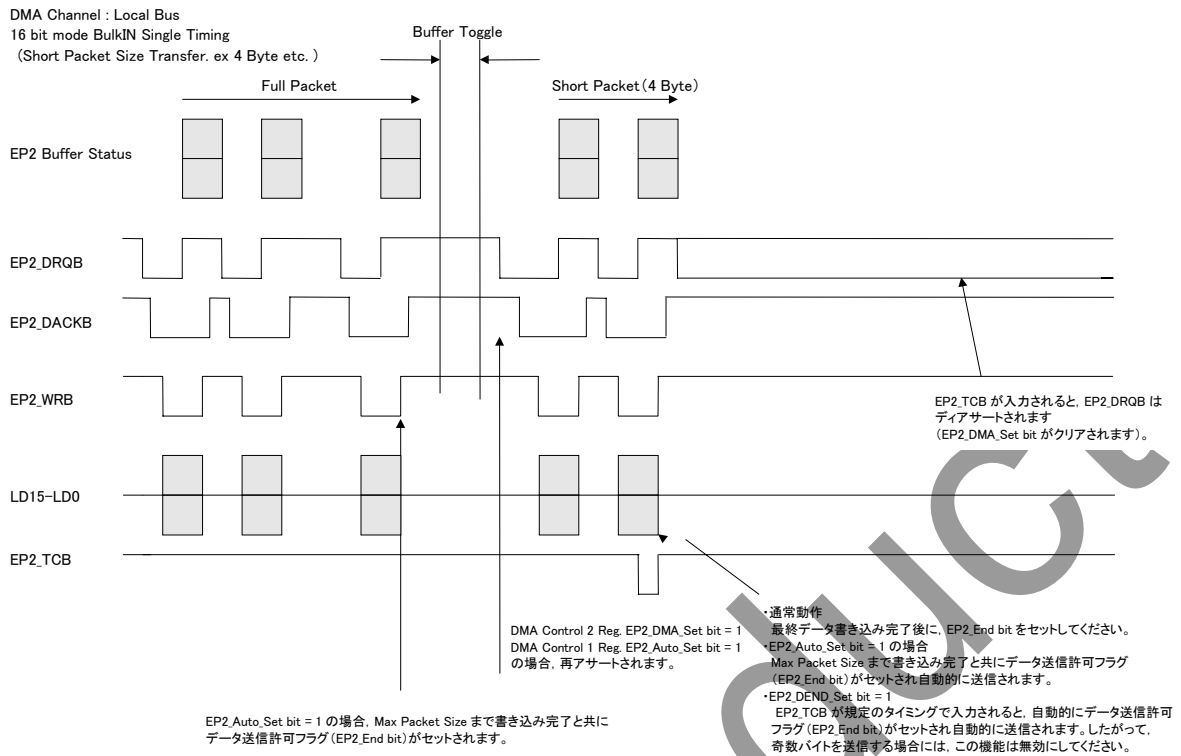 DMA Channel : Local Bus
16 bit mode BulkIN Single Timing
(Short Packet Size Transfer. ex 4 Byte etc. )
Buffer Toggle
Full Packet
Short Packet(4 Byte)
EP2 Buffer Status
EP2_DRQB
EP2_DACKB
EP2_WRB
EP2_TCB が入力されると, EP2_DRQB は
ディアサートされます
(EP2_DMA_Set bit がクリアされます)。
LD15-LD0
EP2_TCB
DMA Control 2 Reg. EP2_DMA_Set bit = 1
DMA Control 1 Reg. EP2_Auto_Set bit = 1
の場合, 再アサートされます。
・通常動作
最終データ書き込み完了後に, EP2_End bit をセットしてください。
・EP2_Auto_Set bit = 1 の場合
Max Packet Size まで書き込み完了と共にデータ送信許可フラグ
(EP2_End bit)がセットされ自動的に送信されます。
・EP2_DEND_Set bit = 1
EP2_TCB が規定のタイミングで入力されると, 自動的にデータ送信許可
フラグ(EP2_End bit)がセットされ自動的に送信されます。したがって,
奇数バイトを送信する場合には, この機能は無効にしてください。
EP2_Auto_Set bit = 1 の場合, Max Packet Size まで書き込み完了と共に
データ送信許可フラグ(EP2_End bit)がセットされます。
duct